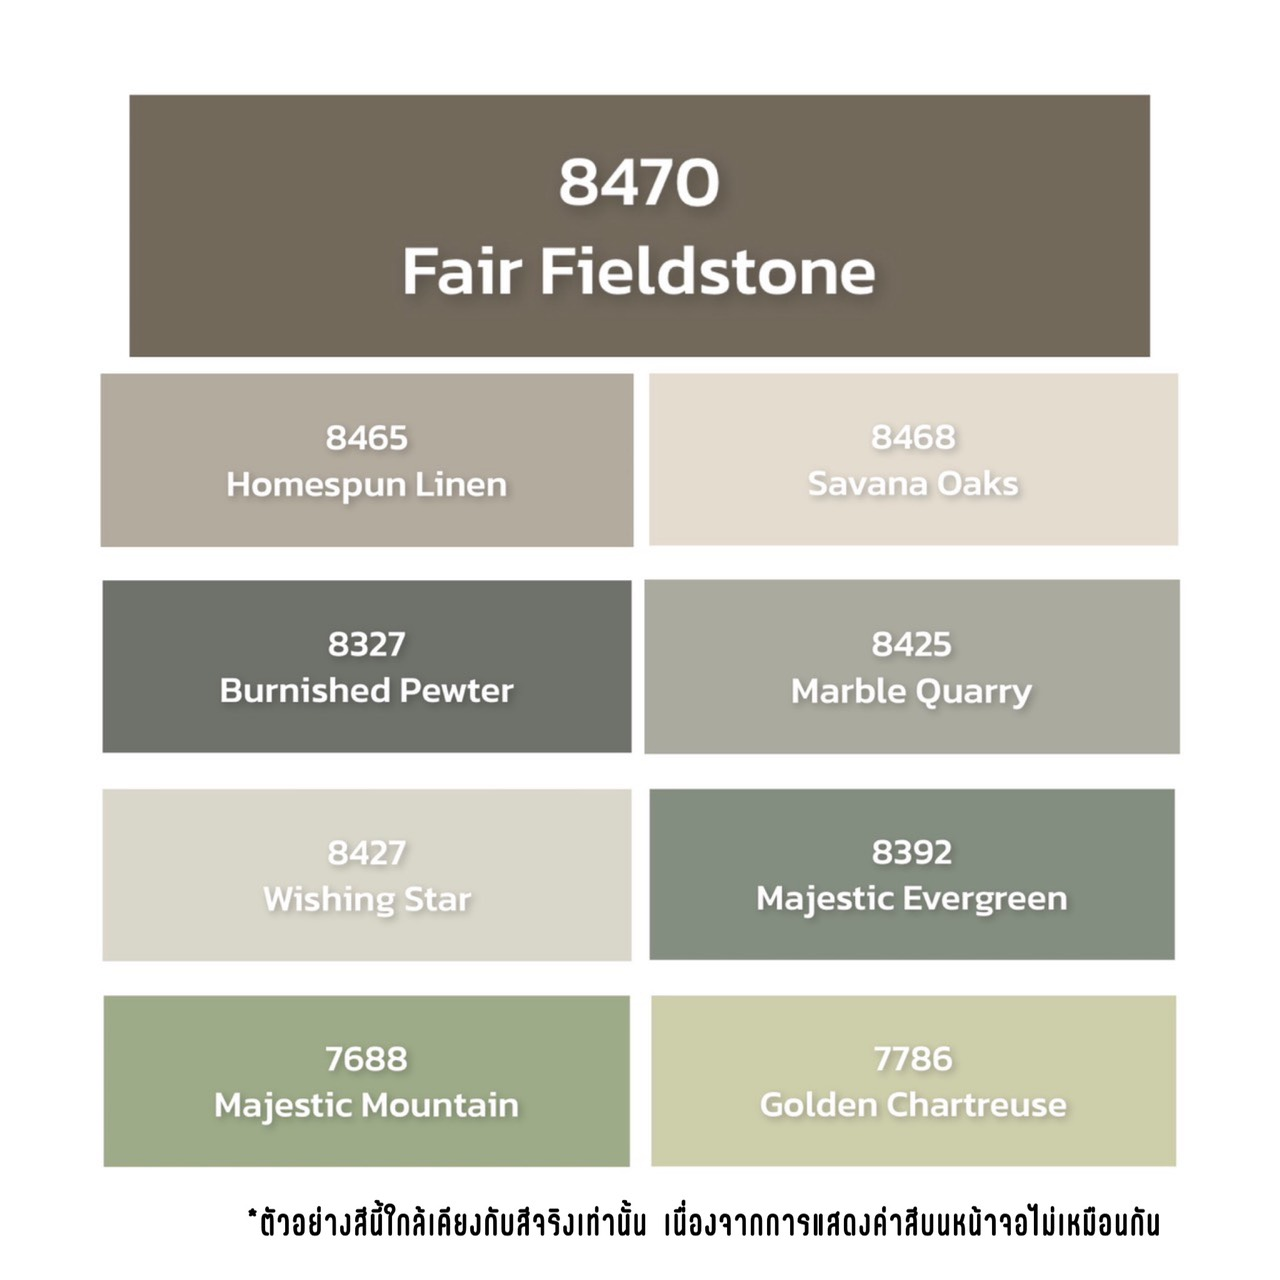 8470
Fair Fieldstone
8465
Homespun Linen
8468
Savana Oaks
8327
Burnished Pewter
8425
Marble Quarry
8427
Wishing Star
8392
Majestic Evergreen
7688
Majestic Mountain
7786
Golden Chartreuse
*ตัวอย่างสีนี้ใกล้เคียงกับสีจริงเท่านั้น เนื่องจากการแสดงค่าสีบนหน้าจอไม่เหมือนกัน